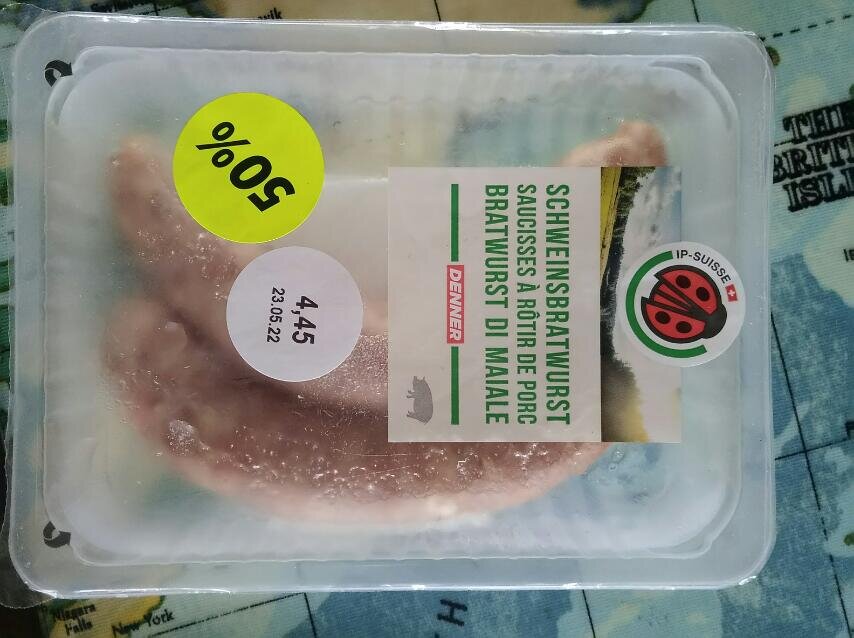 50%
4,45
23.05.22
SCHWEINSBRATWURST
SAUCISSES À RÔTIR DE PORC
BRATWURST DI MAIALE
DENNER
IP-SUISSE
THE
BRITI
ISL
Niagara
Falls
New York
H